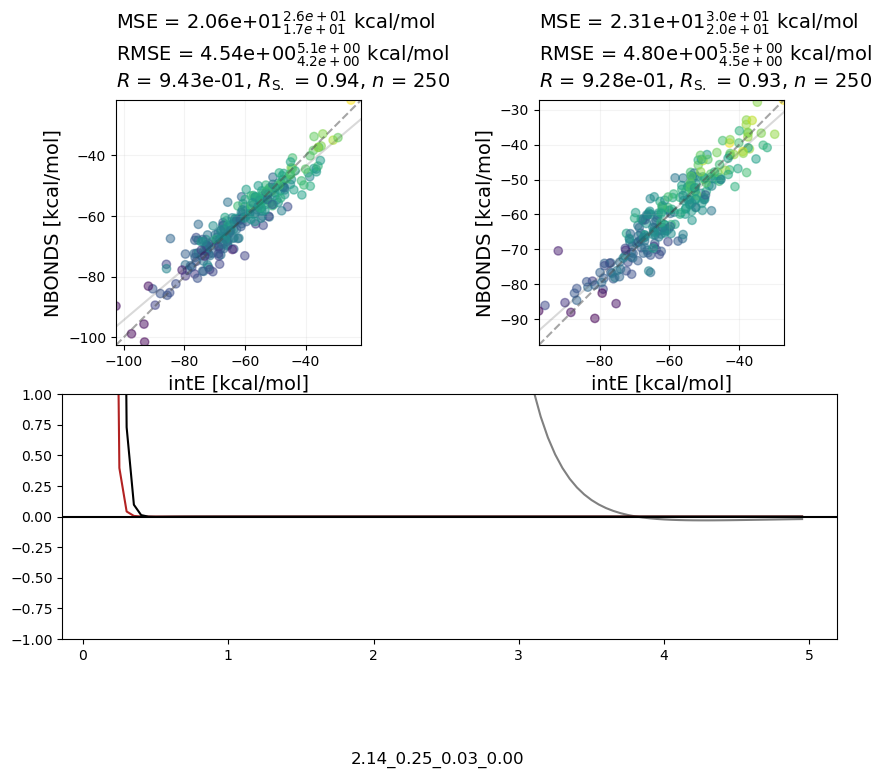 MSE = 2.06e+01^{2.6e+01}_{1.7e+01} kcal/mol
RMSE = 4.54e+00^{5.1e+00}_{4.2e+00} kcal/mol
R = 9.43e-01, R_{S.} = 0.94, n = 250
NBONDS [kcal/mol]
−40
−60
−80
−100
−100 −80 −60 −40
intE [kcal/mol]
MSE = 2.31e+01^{3.0e+01}_{2.0e+01} kcal/mol
RMSE = 4.80e+00^{5.5e+00}_{4.5e+00} kcal/mol
R = 9.28e-01, R_{S.} = 0.93, n = 250
NBONDS [kcal/mol]
−30
−40
−50
−60
−70
−80
−90
−80 −60 −40
intE [kcal/mol]
1.00
0.75
0.50
0.25
0.00
−0.25
−0.50
−0.75
−1.00
0 1 2 3 4 5
2.14_0.25_0.03_0.00